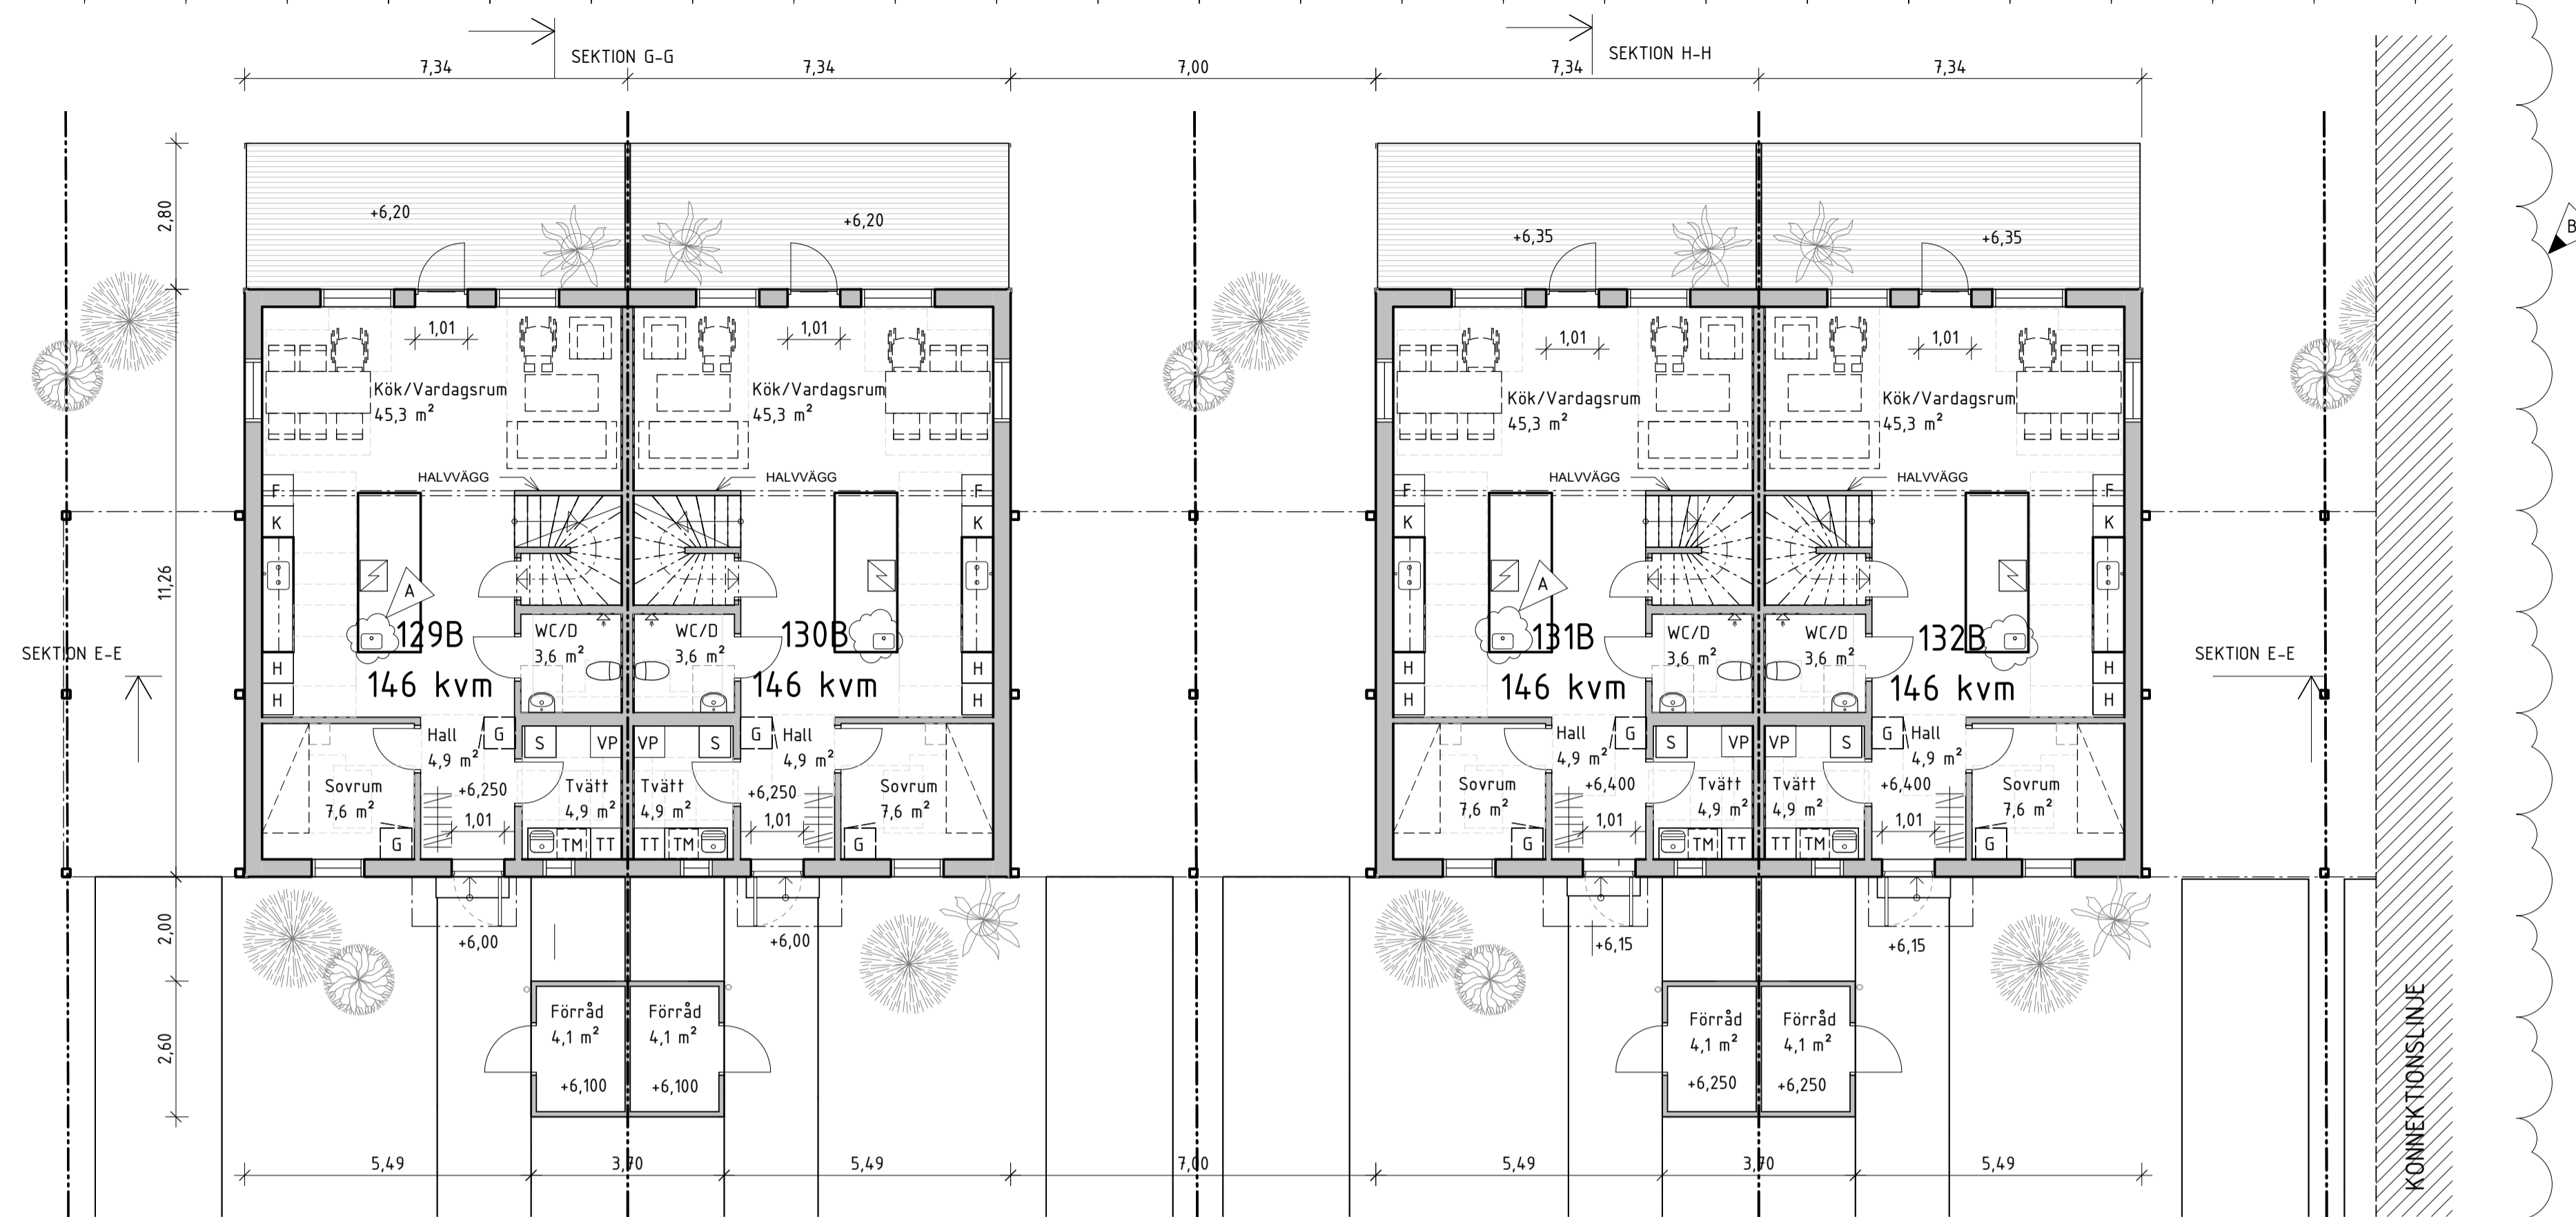 SEKTION G-G
SEKTION H-H
7,34
7,34
7,00
7,34
7,34
2,80
+6,20
+6,20
+6,35
+6,35
B
1,01
1,01
1,01
1,01
Kök/Vardagsrum
45,3 m²
Kök/Vardagsrum
45,3 m²
Kök/Vardagsrum
45,3 m²
Kök/Vardagsrum
45,3 m²
HALVVÄGG
HALVVÄGG
HALVVÄGG
HALVVÄGG
F
F
F
F
K
K
K
K
11,26
A
A
129B
146 kvm
130B
146 kvm
131B
146 kvm
132B
146 kvm
WC/D
3,6 m²
WC/D
3,6 m²
WC/D
3,6 m²
WC/D
3,6 m²
SEKTION E-E
SEKTION E-E
H
H
H
H
H
H
H
H
Hall
4,9 m²
+6,250
Hall
4,9 m²
+6,250
Hall
4,9 m²
+6,400
Hall
4,9 m²
+6,400
G
S
VP
VP
S
G
G
S
VP
VP
S
G
Sovrum
7,6 m²
Tvätt
4,9 m²
Tvätt
4,9 m²
Sovrum
7,6 m²
Sovrum
7,6 m²
Tvätt
4,9 m²
Tvätt
4,9 m²
Sovrum
7,6 m²
1,01
1,01
1,01
1,01
G
TM
TT
TT
TM
G
G
TM
TT
TT
TM
G
2,00
+6,00
+6,00
+6,15
+6,15
2,60
Förråd
4,1 m²
+6,100
Förråd
4,1 m²
+6,100
Förråd
4,1 m²
+6,250
Förråd
4,1 m²
+6,250
KONNEKTIONSLINJE
5,49
3,70
5,49
7,00
5,49
3,70
5,49